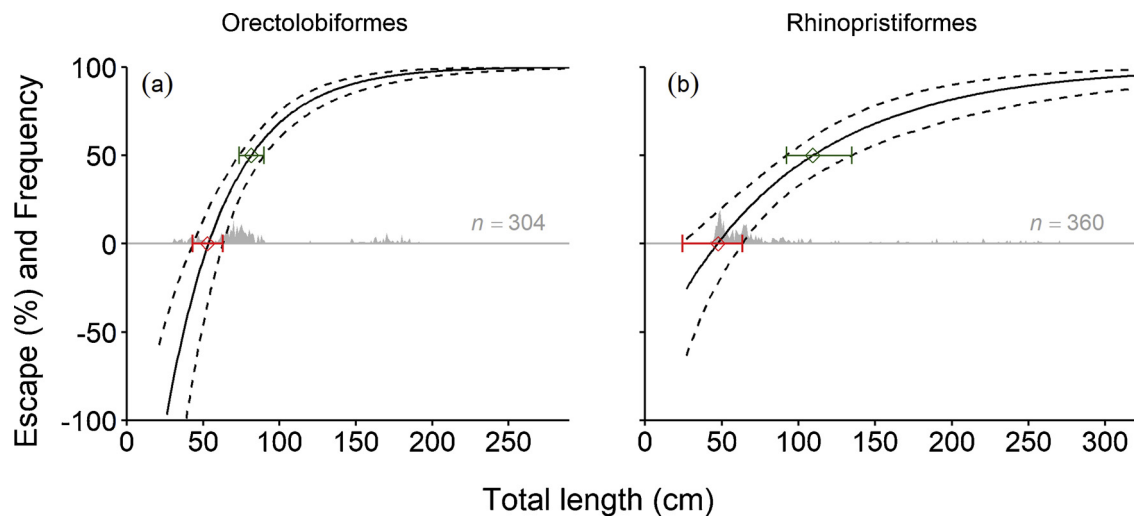 Orectolobiformes
Rhinopristiformes
Escape (%) and Frequency
100
50
0
-50
-100
(a)
n = 304
0 50 100 150 200 250
(b)
n = 360
0 50 100 150 200 250 300
Total length (cm)